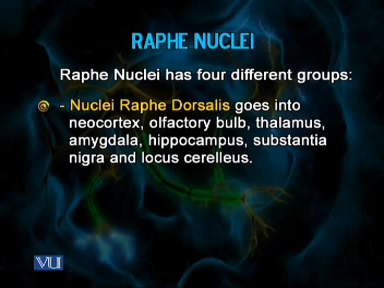 RAPHE NUCLEI
Raphe Nuclei has four different groups:
- Nuclei Raphe Dorsalis goes into
neocortex, olfactory bulb, thalamus,
amygdala, hippocampus, substantia
nigra and locus cerelleus.
VU